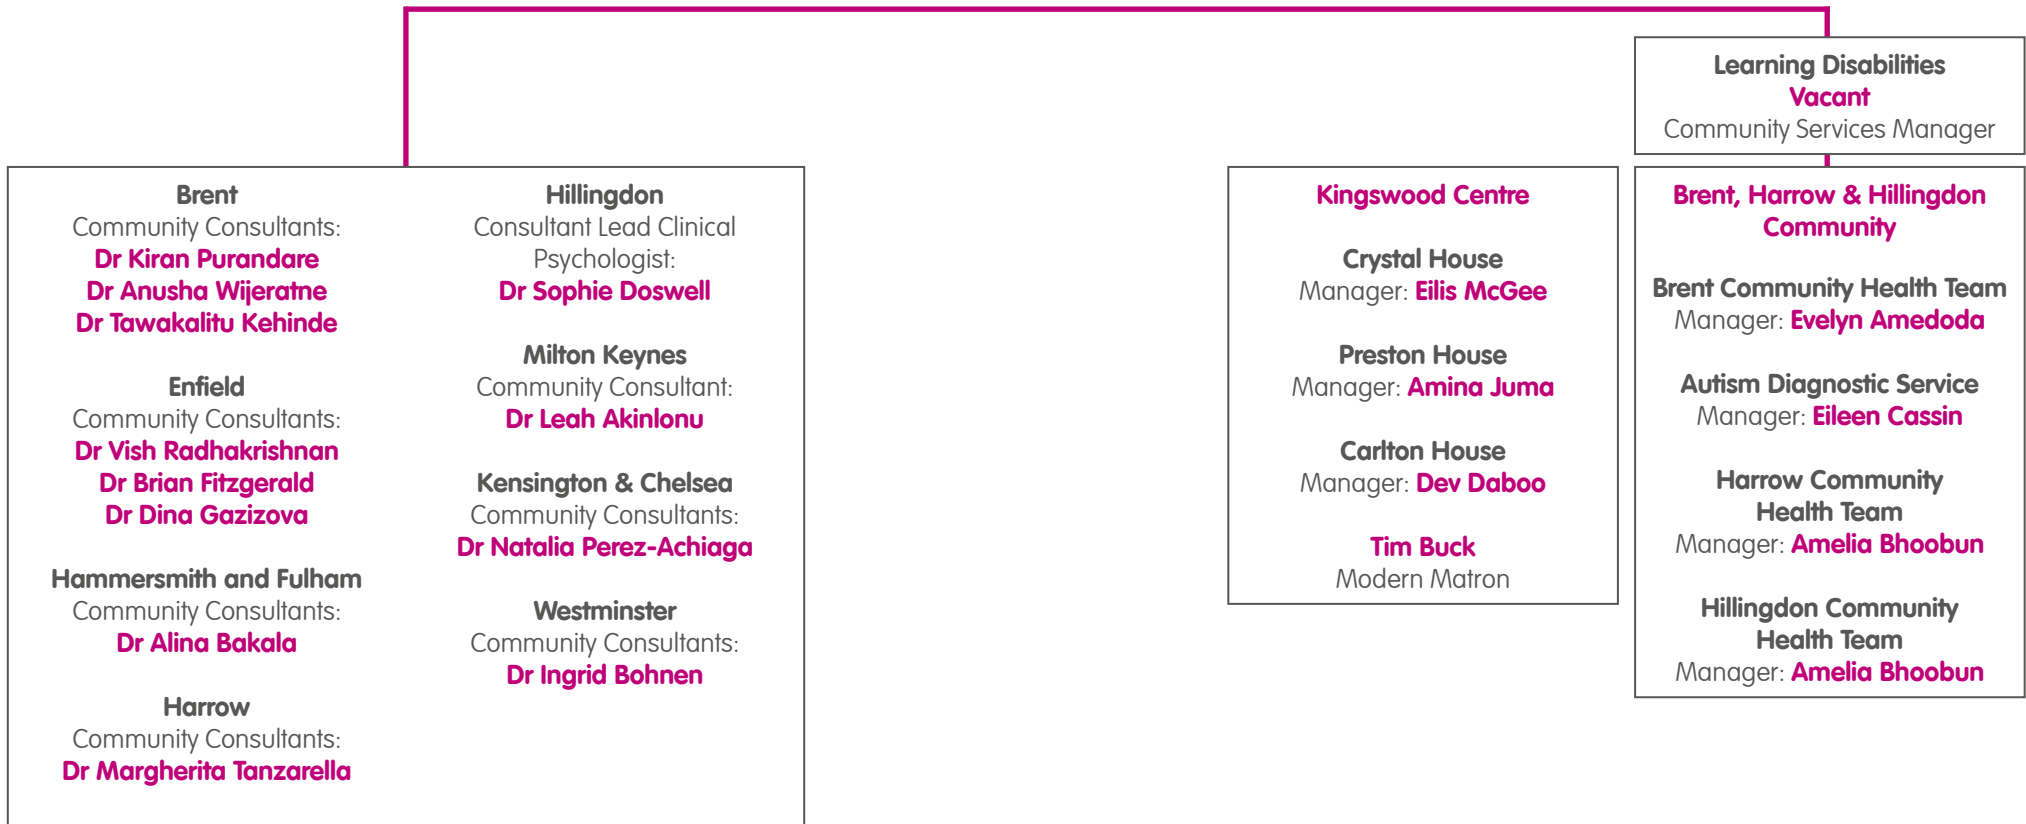 Learning Disabilities
Vacant
Community Services Manager
Brent
Community Consultants:
Dr Kiran Purandare
Dr Anusha Wijeratne
Dr Tawakalitu Kehinde
Enfield
Community Consultants:
Dr Vish Radhakrishnan
Dr Brian Fitzgerald
Dr Dina Gazizova
Hammersmith and Fulham
Community Consultants:
Dr Alina Bakala
Harrow
Community Consultants:
Dr Margherita Tanzarella
Hillingdon
Consultant Lead Clinical
Psychologist:
Dr Sophie Doswell
Milton Keynes
Community Consultant:
Dr Leah Akinlonu
Kensington & Chelsea
Community Consultants:
Dr Natalia Perez-Achiaga
Westminster
Community Consultants:
Dr Ingrid Bohnen
Kingswood Centre
Crystal House
Manager: Eilis McGee
Preston House
Manager: Amina Juma
Carlton House
Manager: Dev Daboo
Tim Buck
Modern Matron
Brent, Harrow & Hillingdon
Community
Brent Community Health Team
Manager: Evelyn Amedoda
Autism Diagnostic Service
Manager: Eileen Cassin
Harrow Community
Health Team
Manager: Amelia Bhoobun
Hillingdon Community
Health Team
Manager: Amelia Bhoobun